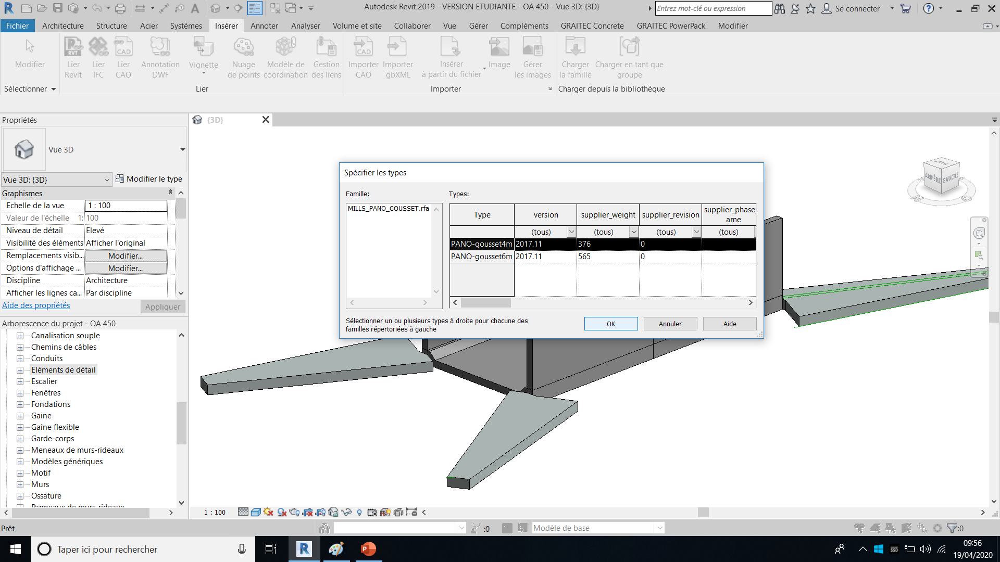 Autodesk Revit 2019 - VERSION ETUDIANTE - OA 450 - Vue 3D: {3D}
Entrez mot-clé ou expression
Se connecter
Fichier Architecture Structure Acier Systèmes Insérer Annoter Analyser Volume et site Collaborer Vue Gérer Compléments GRAITEC Concrete GRAITEC PowerPack Modifier
Modifier
Lier Revit
Lier IFC
Lier CAO
Annotation DWF
Vignette
Nuage de points
Modèle de coordination
Gestion des liens
Importer CAO
Importer gbXML
Insérer à partir du fichier
Image
Gérer les images
Charger la famille
Charger en tant que groupe
Sélectionner
Lier
Importer
Charger depuis la bibliothèque
Propriétés
{3D}
Vue 3D
Vue 3D: {3D}
Modifier le type
Graphismes
Echelle de la vue 1 : 100
Valeur de l'échelle 1: 100
Niveau de détail Elevé
Visibilité des éléments Afficher l'original
Remplacements visib... Modifier...
Options d'affichage ... Modifier...
Discipline Architecture
Afficher les lignes ca... Par discipline
Aide des propriétés
Appliquer
Arborescence du projet - OA 450
Canalisation souple
Chemins de câbles
Conduits
Eléments de détail
Escalier
Fenêtres
Fondations
Gaine
Gaine flexible
Garde-corps
Meneaux de murs-rideaux
Modèles génériques
Motif
Murs
Ossature
Panneaux de murs-rideaux
Spécifier les types
Famille:
MILLS_PANO_GOUSSET.rfa
Types:
Type version supplier_weight supplier_revision supplier_phase_
ame
(tous) (tous) (tous) (tous)
PANO-gousset4m 2017.11 376 0
PANO-gousset6m 2017.11 565 0
Sélectionner un ou plusieurs types à droite pour chacune des
familles répertoriées à gauche
OK
Annuler
Aide
ARRIÈRE
GAUCHE
1 : 100
Prêt
:0
Modèle de base
:0
Taper ici pour rechercher
09:56
19/04/2020